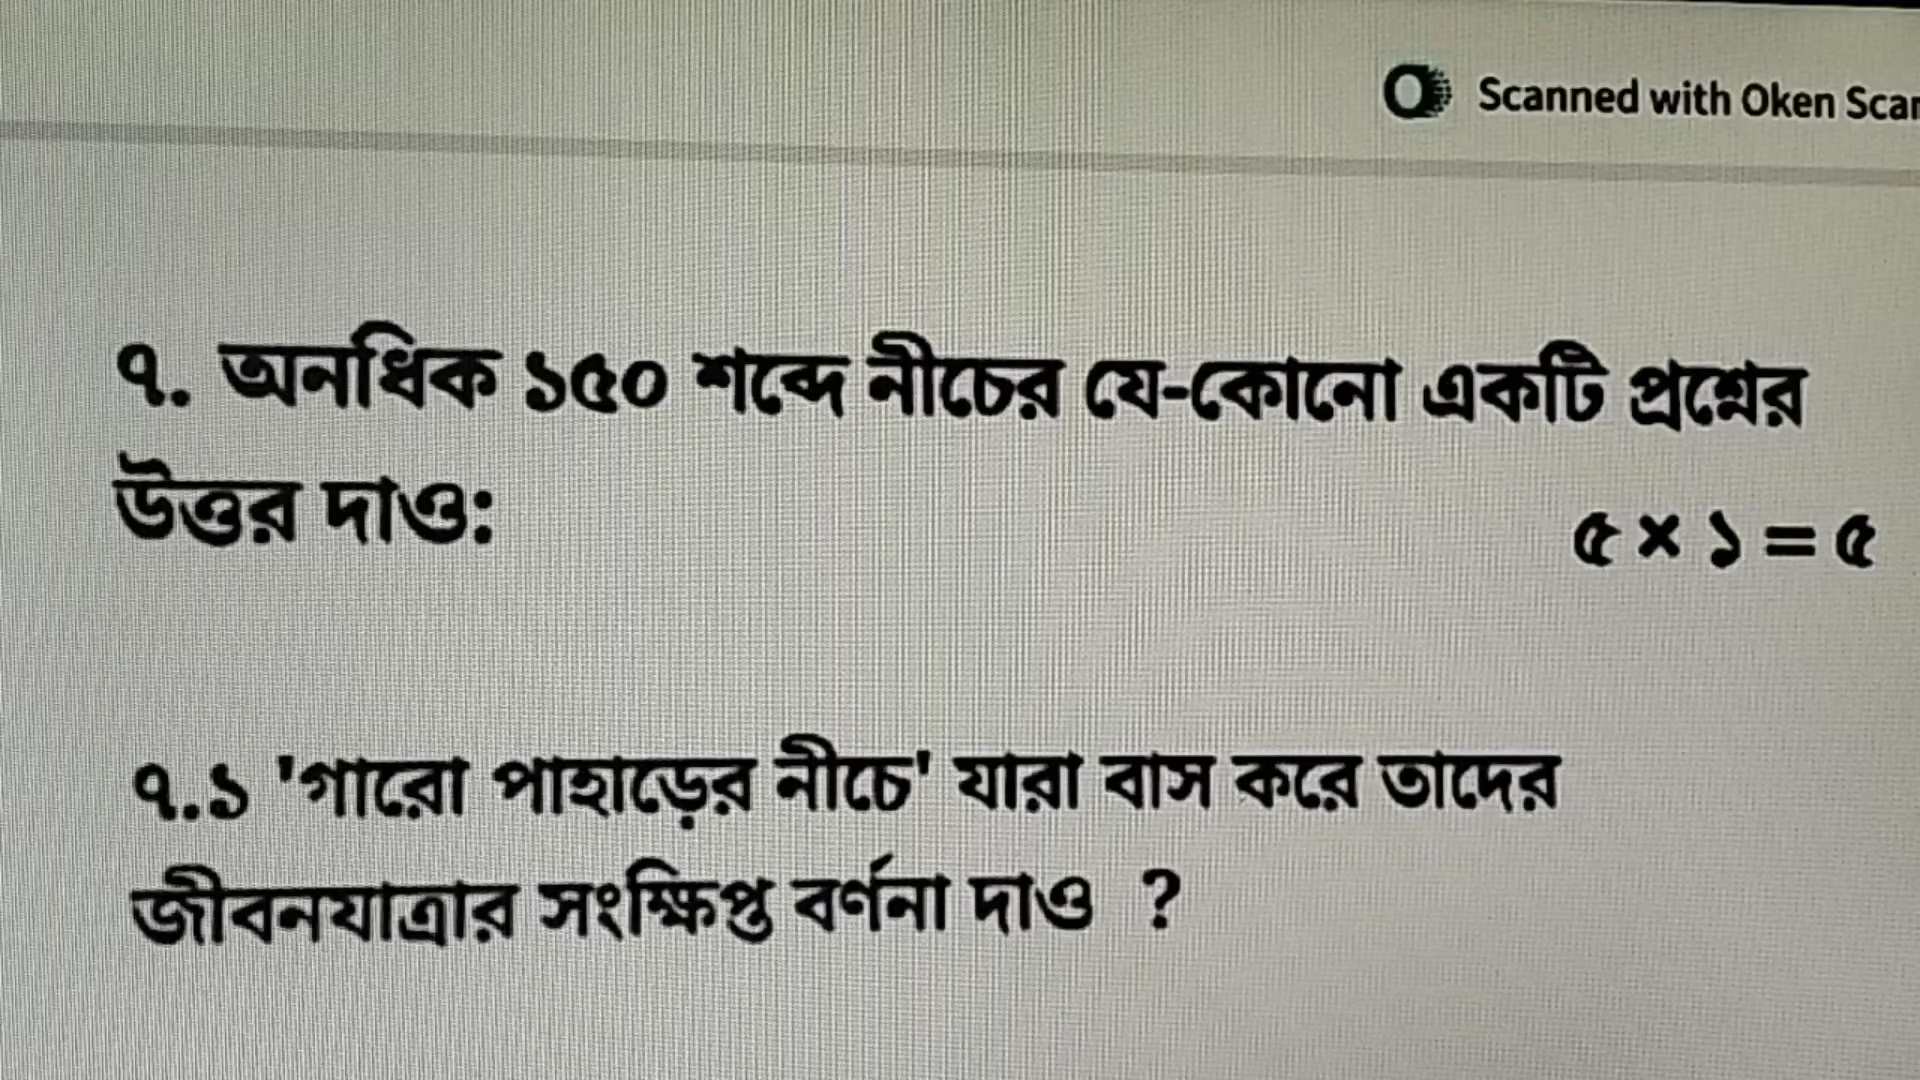 Scanned with Oken Scan
৭. অনধিক ১৫০ শব্দে নীচের যে-কোনো একটি প্রশ্নের
উত্তর দাও:
৫ × ১ = ৫
৭.১ 'গারো পাহাড়ের নীচে' যারা বাস করে তাদের
জীবনযাত্রার সংক্ষিপ্ত বর্ণনা দাও ?